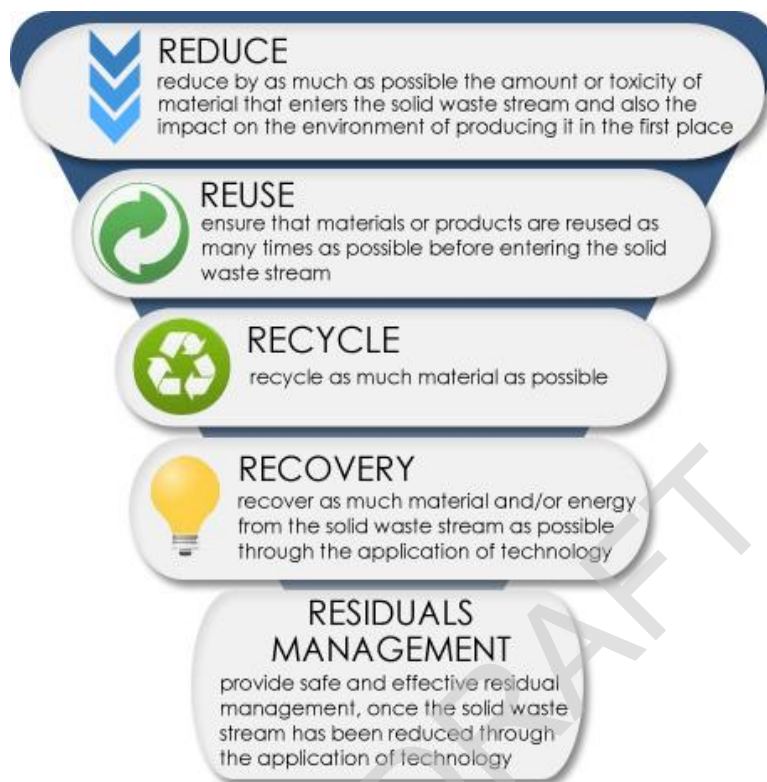 REDUCE
reduce by as much as possible the amount or toxicity of
material that enters the solid waste stream and also the
impact on the environment of producing it in the first place
REUSE
ensure that materials or products are reused as
many times as possible before entering the solid
waste stream
RECYCLE
recycle as much material as possible
RECOVERY
recover as much material and/or energy
from the solid waste stream as possible
through the application of technology
RESIDUALS
MANAGEMENT
provide safe and effective residual
management, once the solid waste
stream has been reduced through
the application of technology
DRAFT